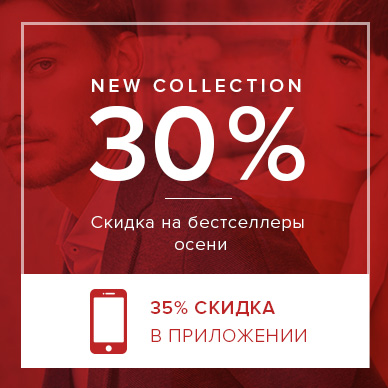 NEW COLLECTION
30%
Скидка на бестселлеры
осени
35% СКИДКА
В ПРИЛОЖЕНИИ